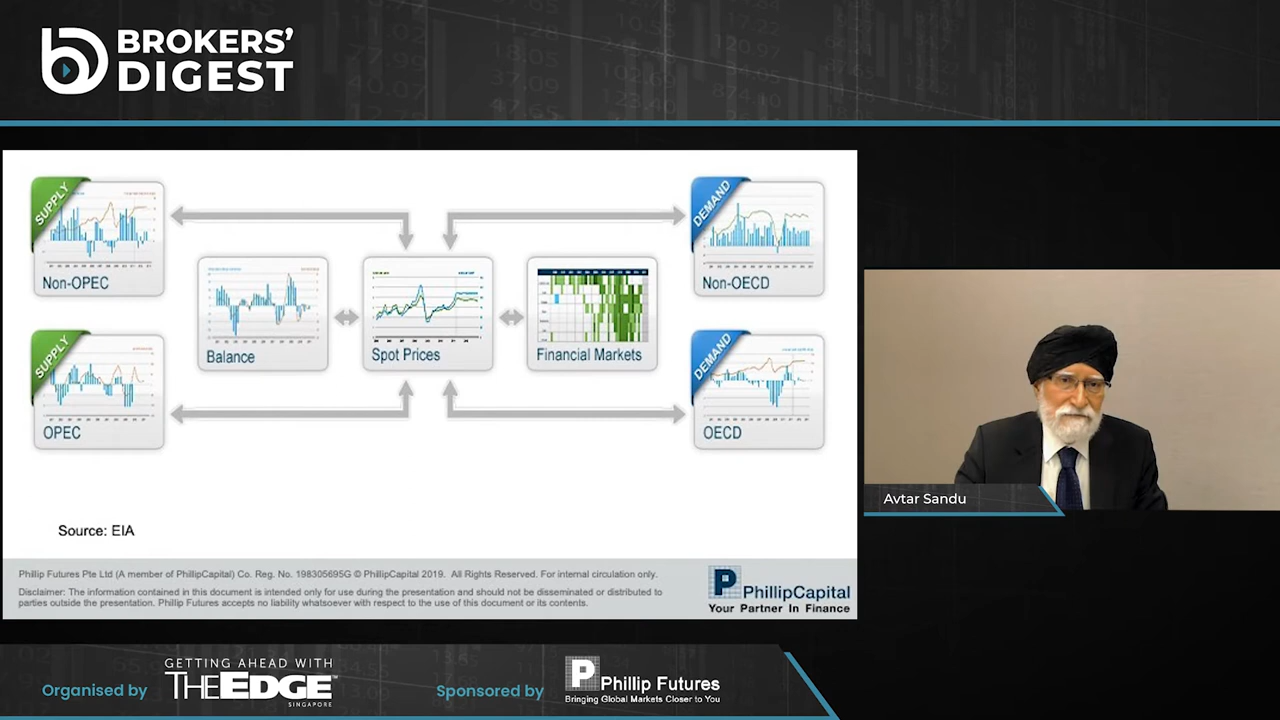 BROKERS'
DIGEST
SUPPLY
Non-OPEC
DEMAND
Non-OECD
Balance
Spot Prices
Financial Markets
SUPPLY
OPEC
DEMAND
OECD
Source: EIA
Phillip Futures Pte Ltd (A member of PhillipCapital) Co. Reg. No. 198305695G © PhillipCapital 2019. All Rights Reserved. For internal circulation only.
Disclaimer: The information contained in this document is intended only for use during the presentation and should not be disseminated or distributed to
parties outside the presentation. Phillip Futures accepts no liability whatsoever with respect to the use of this document or its contents.
PhillipCapital
Your Partner In Finance
Avtar Sandu
Organised by
GETTING AHEAD WITH
THEEDGE™
SINGAPORE
Sponsored by
Phillip Futures
Bringing Global Markets Closer to You